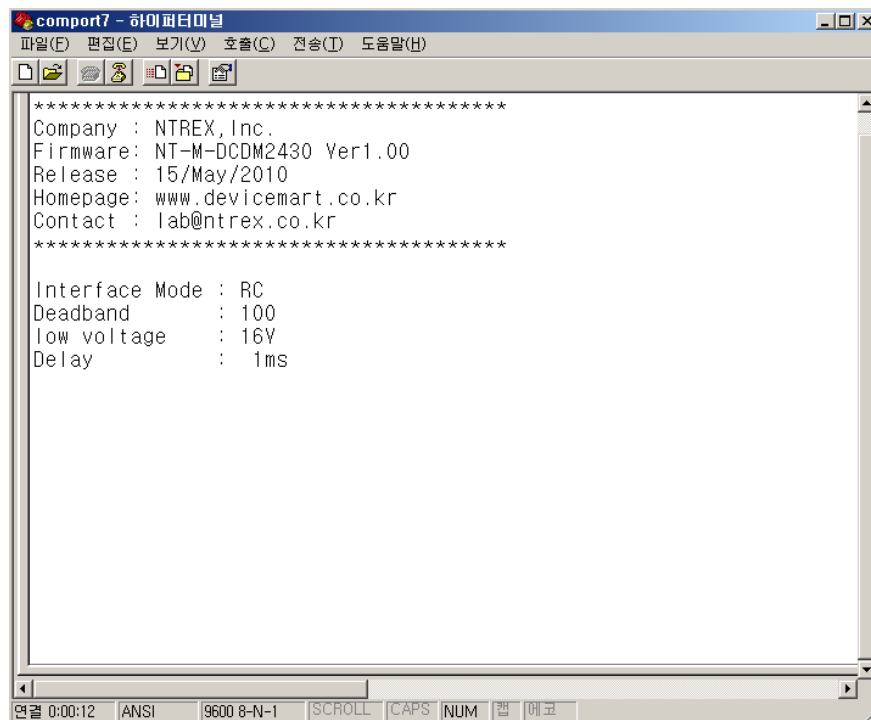 comport7 - 하이퍼터미널
파일(F) 편집(E) 보기(V) 호출(C) 전송(T) 도움말(H)
***************************************
Company : NTREX,Inc.
Firmware: NT-M-DCDM2430 Ver1.00
Release : 15/May/2010
Homepage: www.devicemart.co.kr
Contact : lab@ntrex.co.kr
***************************************
Interface Mode : RC
Deadband : 100
low voltage : 16V
Delay : 1ms
연결 0:00:12 ANSI 9600 8-N-1 SCROLL CAPS NUM 캡 에코